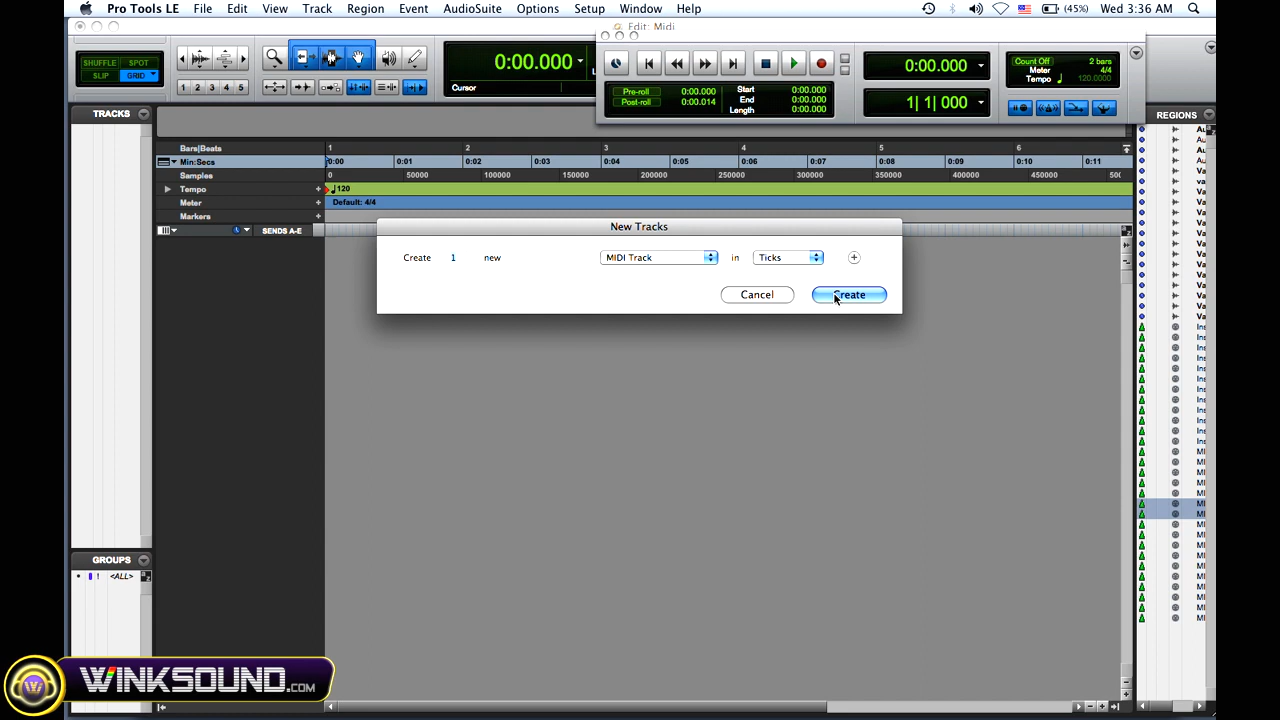 Pro Tools LE File Edit View Track Region Event AudioSuite Options Setup Window Help (45%) Wed 3:36 AM
Edit: Midi
SHUFFLE SPOT
SLIP GRID
1 2 3 4 5
0:00.000
Cursor
0:00.000
1| 1| 000
Pre-roll 0:00.000
Post-roll 0:00.014
Start 0:00.000
End 0:00.000
Length 0:00.000
Count Off 2 bars
Meter 4/4
Tempo 120.0000
TRACKS
REGIONS
Bars|Beats 1 2 3 4 5 6
Min:Secs 0:00 0:01 0:02 0:03 0:04 0:05 0:06 0:07 0:08 0:09 0:10 0:11
Samples 0 50000 100000 150000 200000 250000 300000 350000 400000 450000
Tempo 120
Meter Default: 4/4
Markers
SENDS A-E
New Tracks
Create 1 new MIDI Track in Ticks
Cancel Create
GROUPS
! <ALL>
WINKSOUND.COM